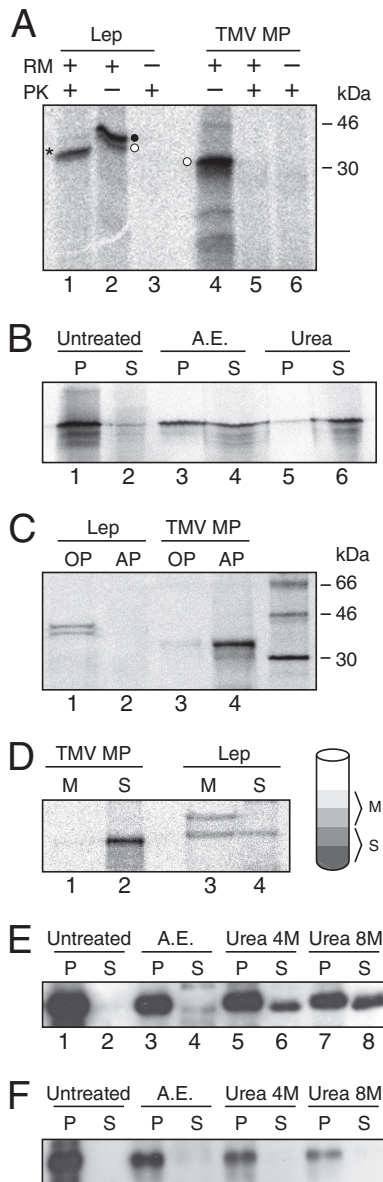 A
Lep TMV MP
RM + + − + + −
PK + − + − + + kDa
− 46
*
− 30
1 2 3 4 5 6
B
Untreated A.E. Urea
P S P S P S
1 2 3 4 5 6
C
Lep TMV MP
OP AP OP AP kDa
− 66
− 46
− 30
1 2 3 4
D
TMV MP Lep
M S M S
M
S
1 2 3 4
E
Untreated A.E. Urea 4M Urea 8M
P S P S P S P S
1 2 3 4 5 6 7 8
F
Untreated A.E. Urea 4M Urea 8M
P S P S P S P S